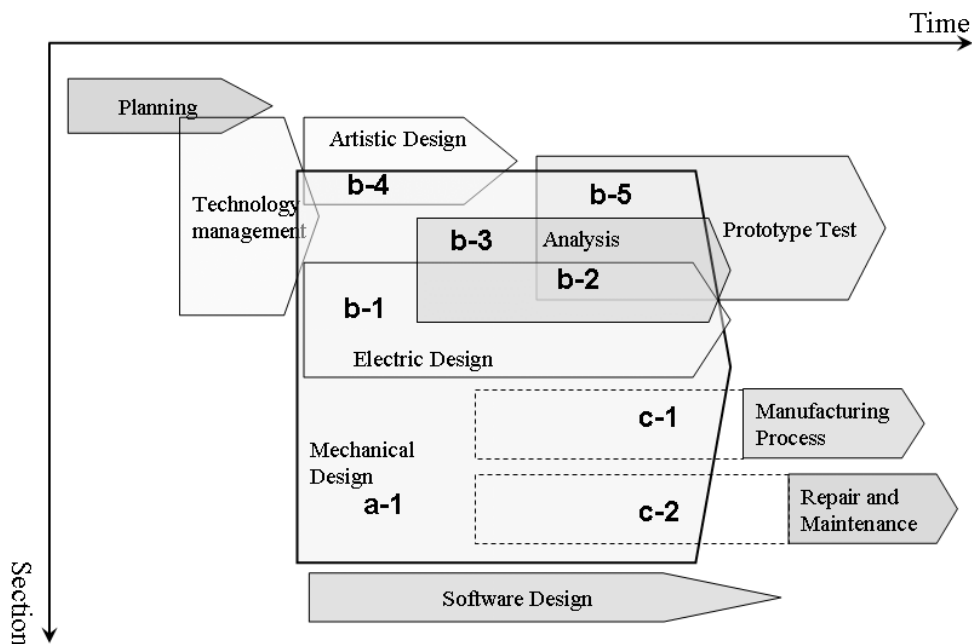 Time
Planning
Artistic Design
b-4
b-5
Technology
management
Prototype Test
b-3
Analysis
b-2
b-1
Electric Design
c-1
Manufacturing
Process
Mechanical
Design
a-1
c-2
Repair and
Maintenance
Section
Software Design